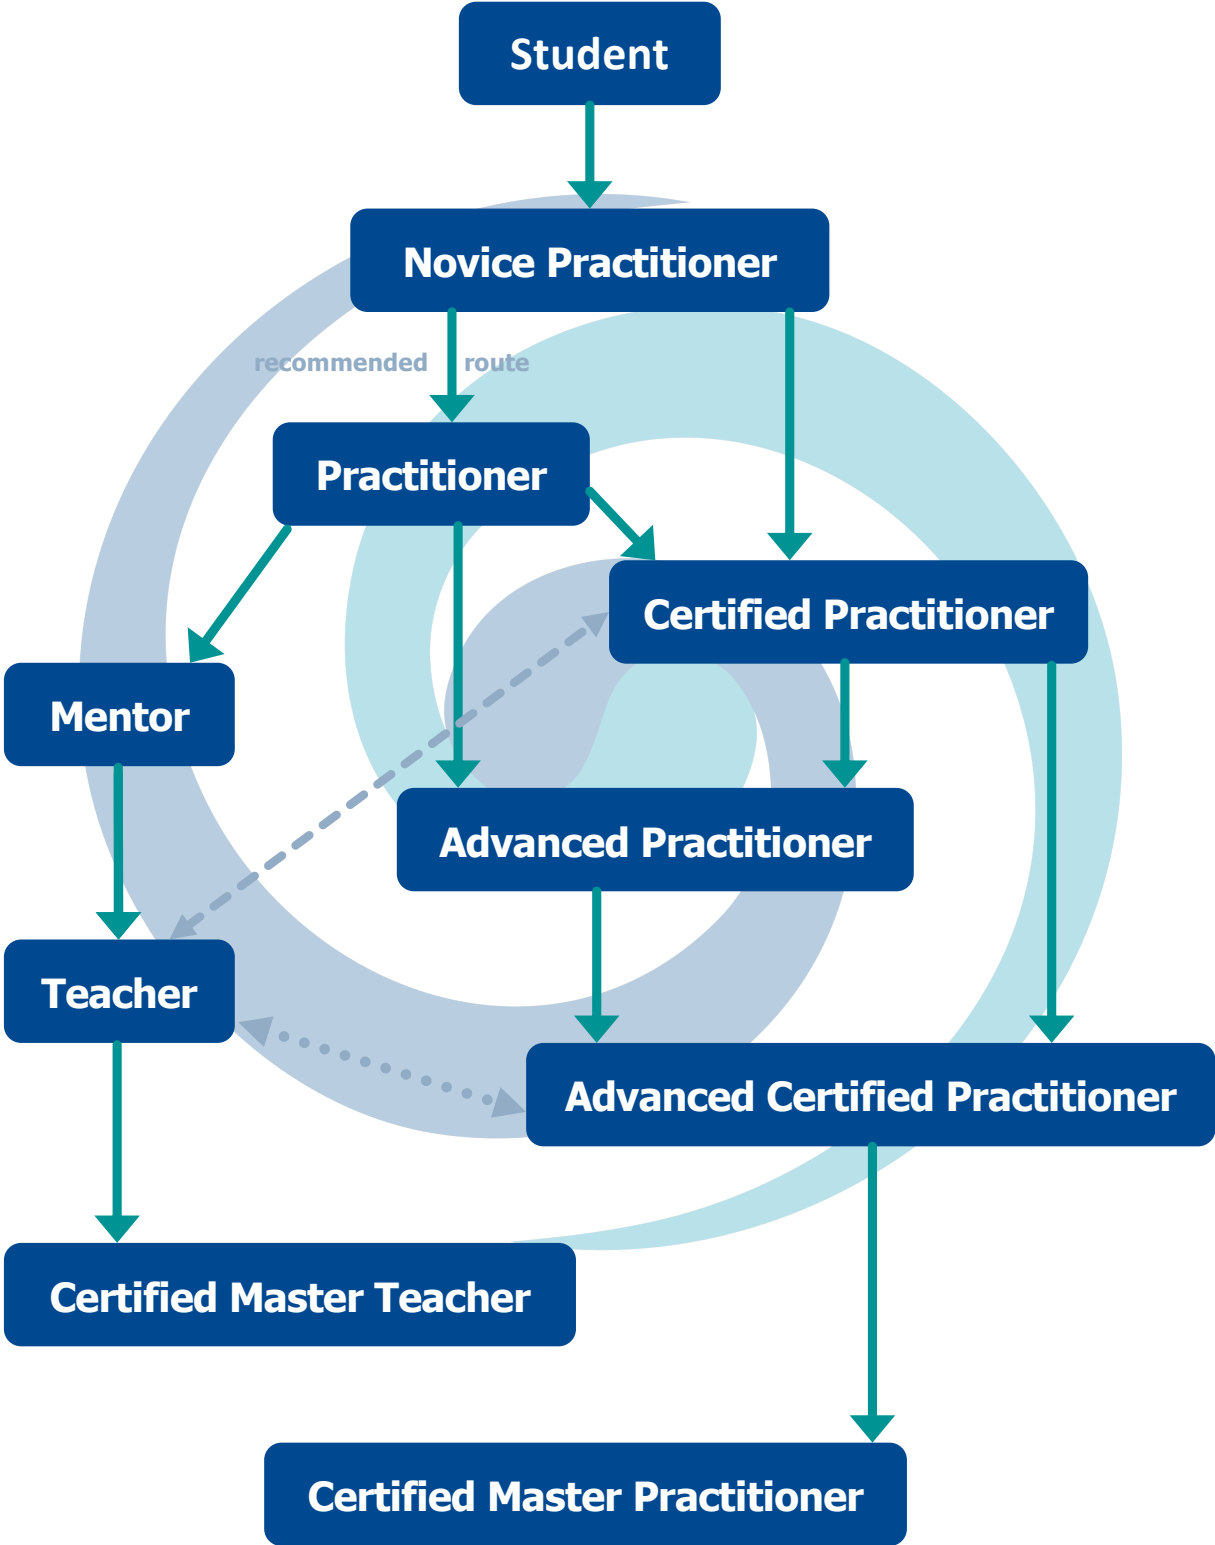 Student
Novice Practitioner
recommended route
Practitioner
Certified Practitioner
Mentor
Advanced Practitioner
Teacher
Advanced Certified Practitioner
Certified Master Teacher
Certified Master Practitioner